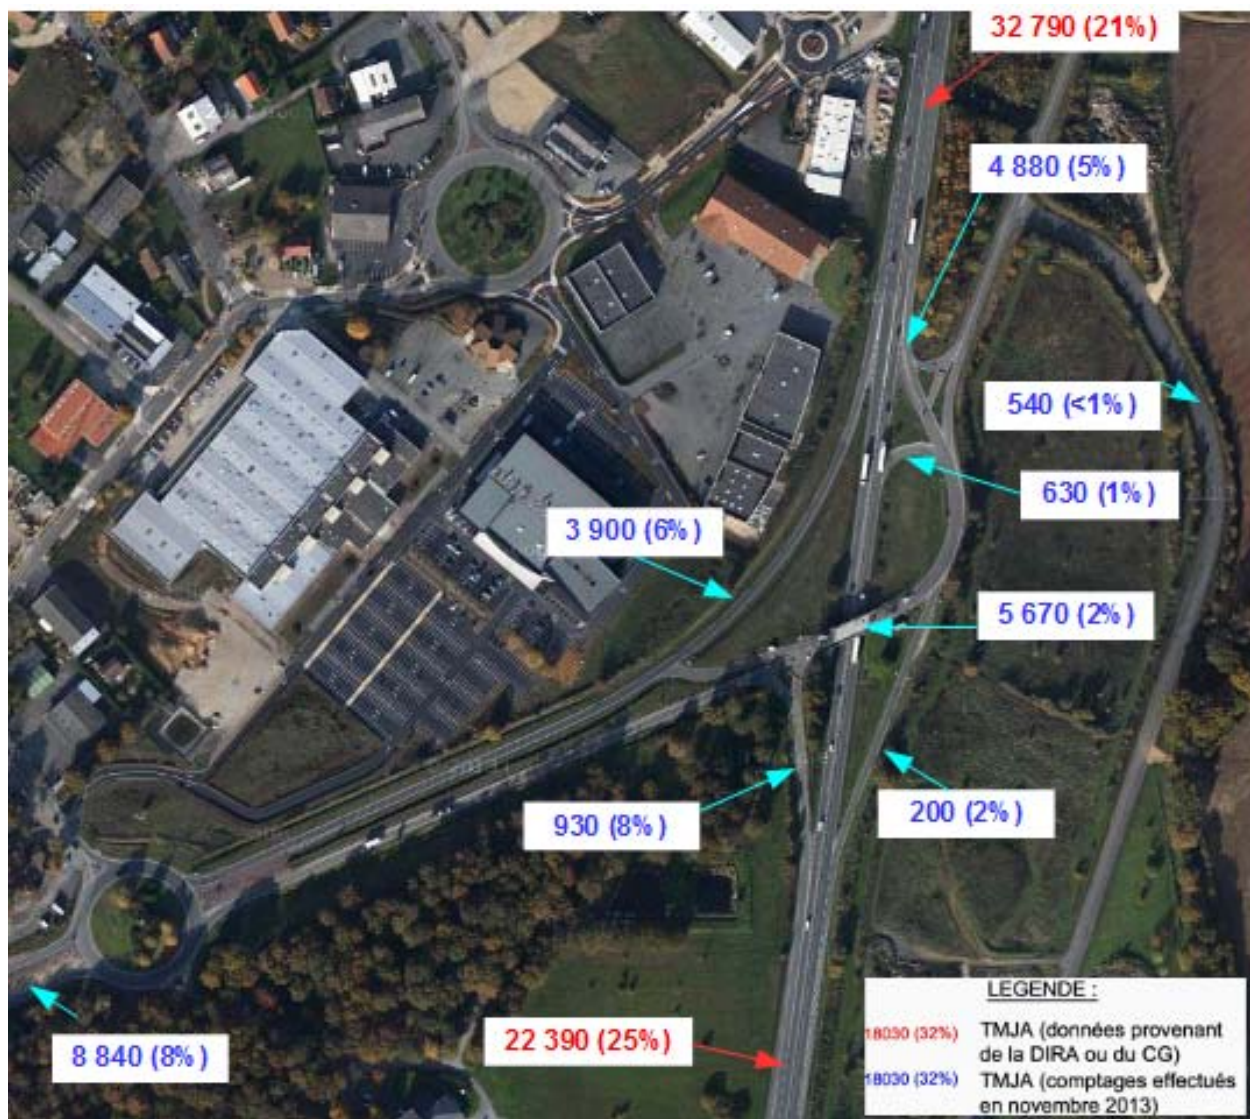 32 790 (21%)
4 880 (5%)
540 (<1%)
630 (1%)
3 900 (6%)
5 670 (2%)
930 (8%)
200 (2%)
8 840 (8%)
22 390 (25%)
LEGENDE :
18030 (32%) TMJA (données provenant
de la DIRA ou du CG)
18030 (32%) TMJA (comptages effectués
en novembre 2013)